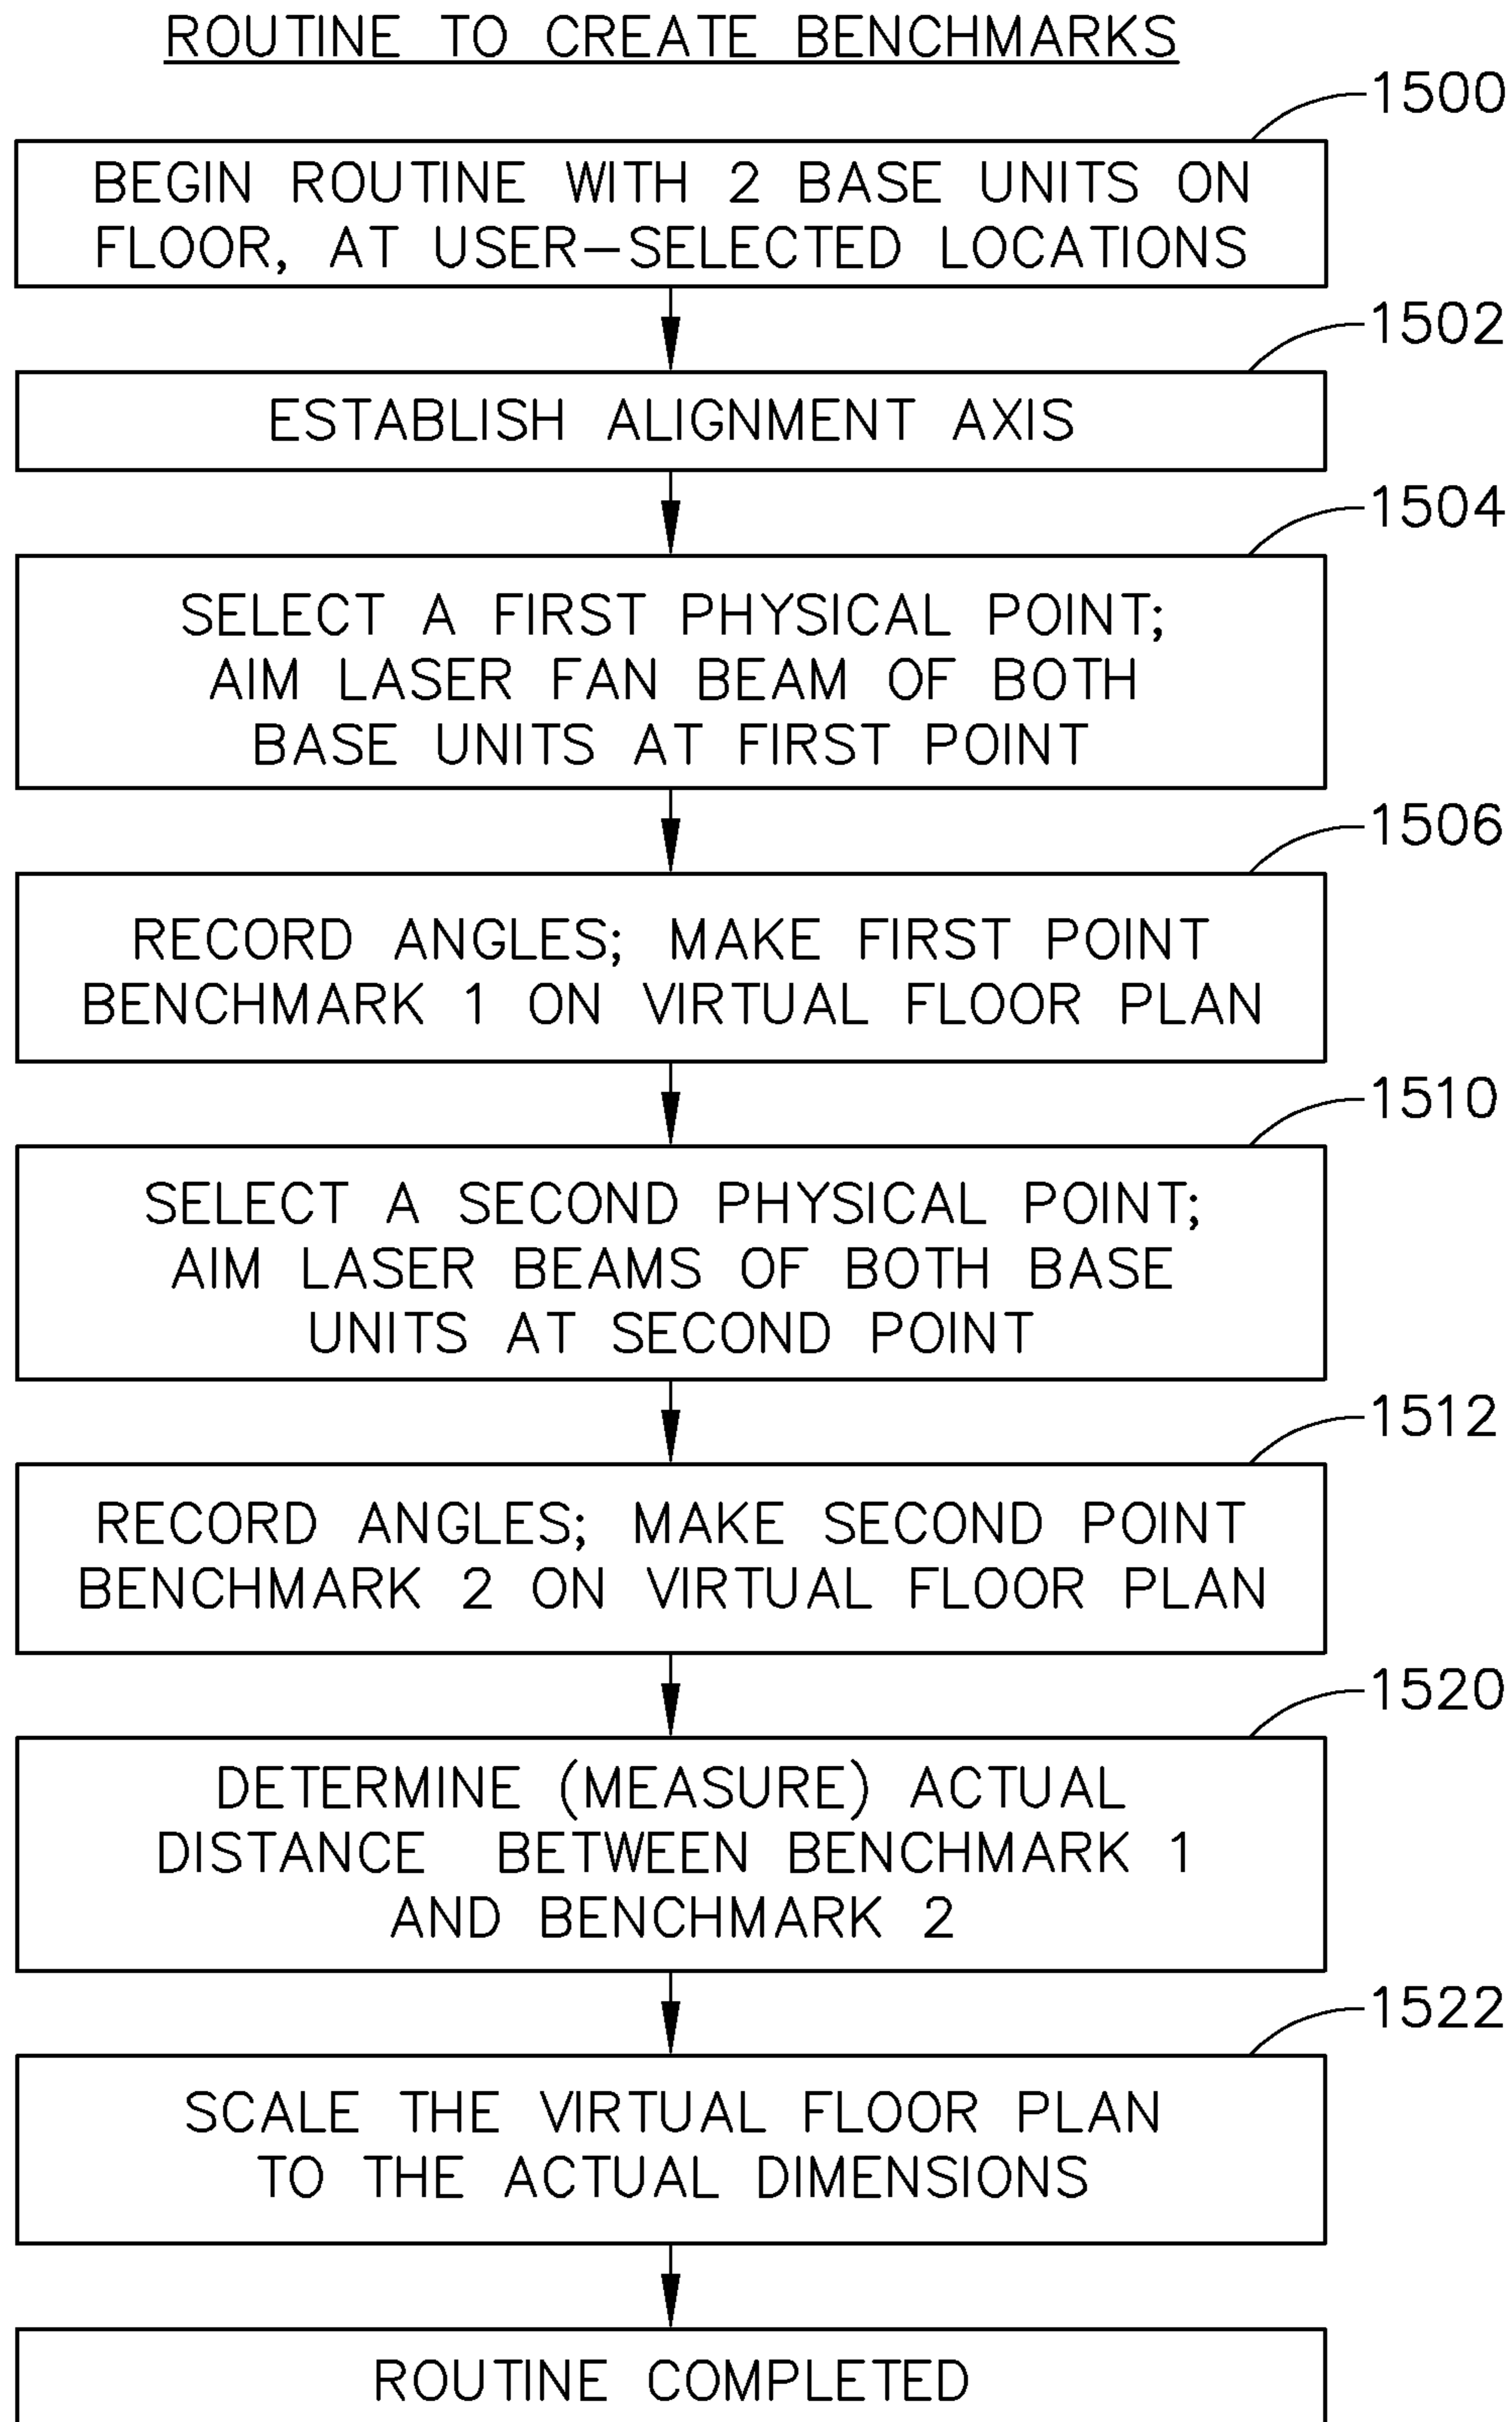 ROUTINE TO CREATE BENCHMARKS
1500
BEGIN ROUTINE WITH 2 BASE UNITS ON
FLOOR, AT USER-SELECTED LOCATIONS
1502
ESTABLISH ALIGNMENT AXIS
1504
SELECT A FIRST PHYSICAL POINT;
AIM LASER FAN BEAM OF BOTH
BASE UNITS AT FIRST POINT
1506
RECORD ANGLES; MAKE FIRST POINT
BENCHMARK 1 ON VIRTUAL FLOOR PLAN
1510
SELECT A SECOND PHYSICAL POINT;
AIM LASER BEAMS OF BOTH BASE
UNITS AT SECOND POINT
1512
RECORD ANGLES; MAKE SECOND POINT
BENCHMARK 2 ON VIRTUAL FLOOR PLAN
1520
DETERMINE (MEASURE) ACTUAL
DISTANCE BETWEEN BENCHMARK 1
AND BENCHMARK 2
1522
SCALE THE VIRTUAL FLOOR PLAN
TO THE ACTUAL DIMENSIONS
ROUTINE COMPLETED